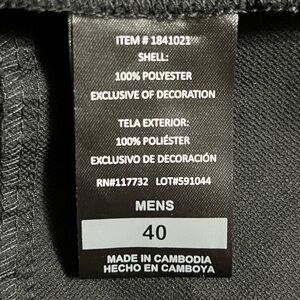 ITEM # 1841021
SHELL:
100% POLYESTER
EXCLUSIVE OF DECORATION
TELA EXTERIOR:
100% POLIÉSTER
EXCLUSIVO DE DECORACIÓN
RN#117732 LOT#591044
MENS
40
MADE IN CAMBODIA
HECHO EN CAMBOYA